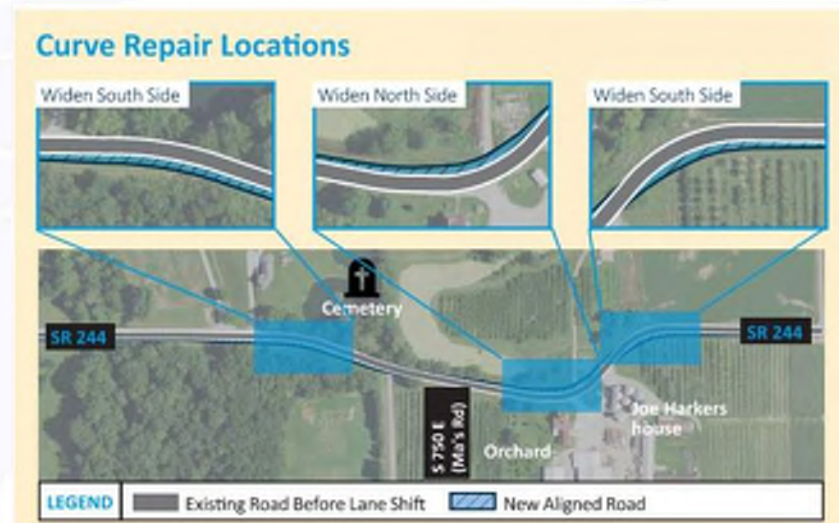 Curve Repair Locations
Widen South Side
Widen North Side
Widen South Side
Cemetery
SR 244
SR 244
S 750 E
(Ma's Rd)
Orchard
Joe Harkers
house
LEGEND
Existing Road Before Lane Shift
New Aligned Road